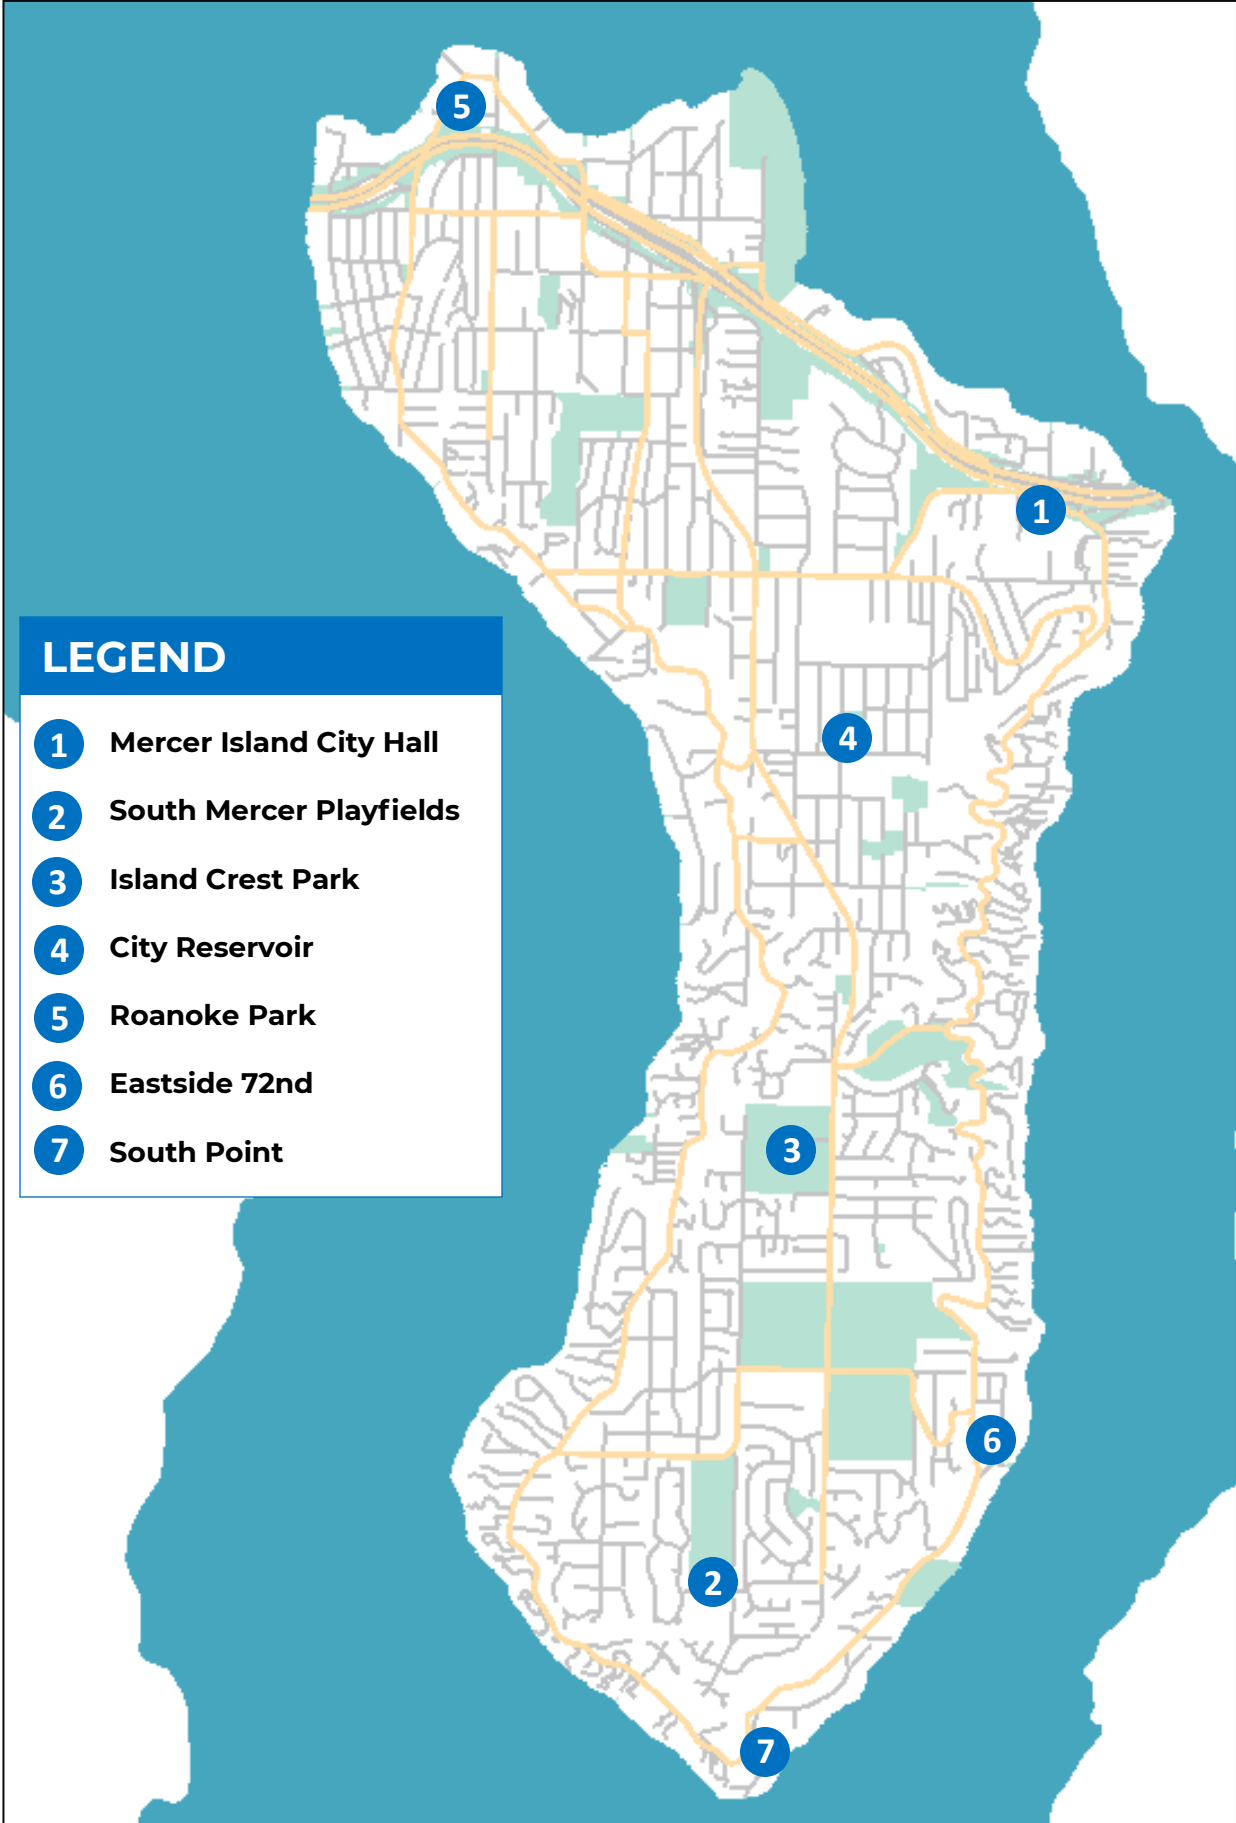 5
1
LEGEND
1 Mercer Island City Hall
2 South Mercer Playfields
3 Island Crest Park
4 City Reservoir
5 Roanoke Park
6 Eastside 72nd
7 South Point
4
3
6
2
7